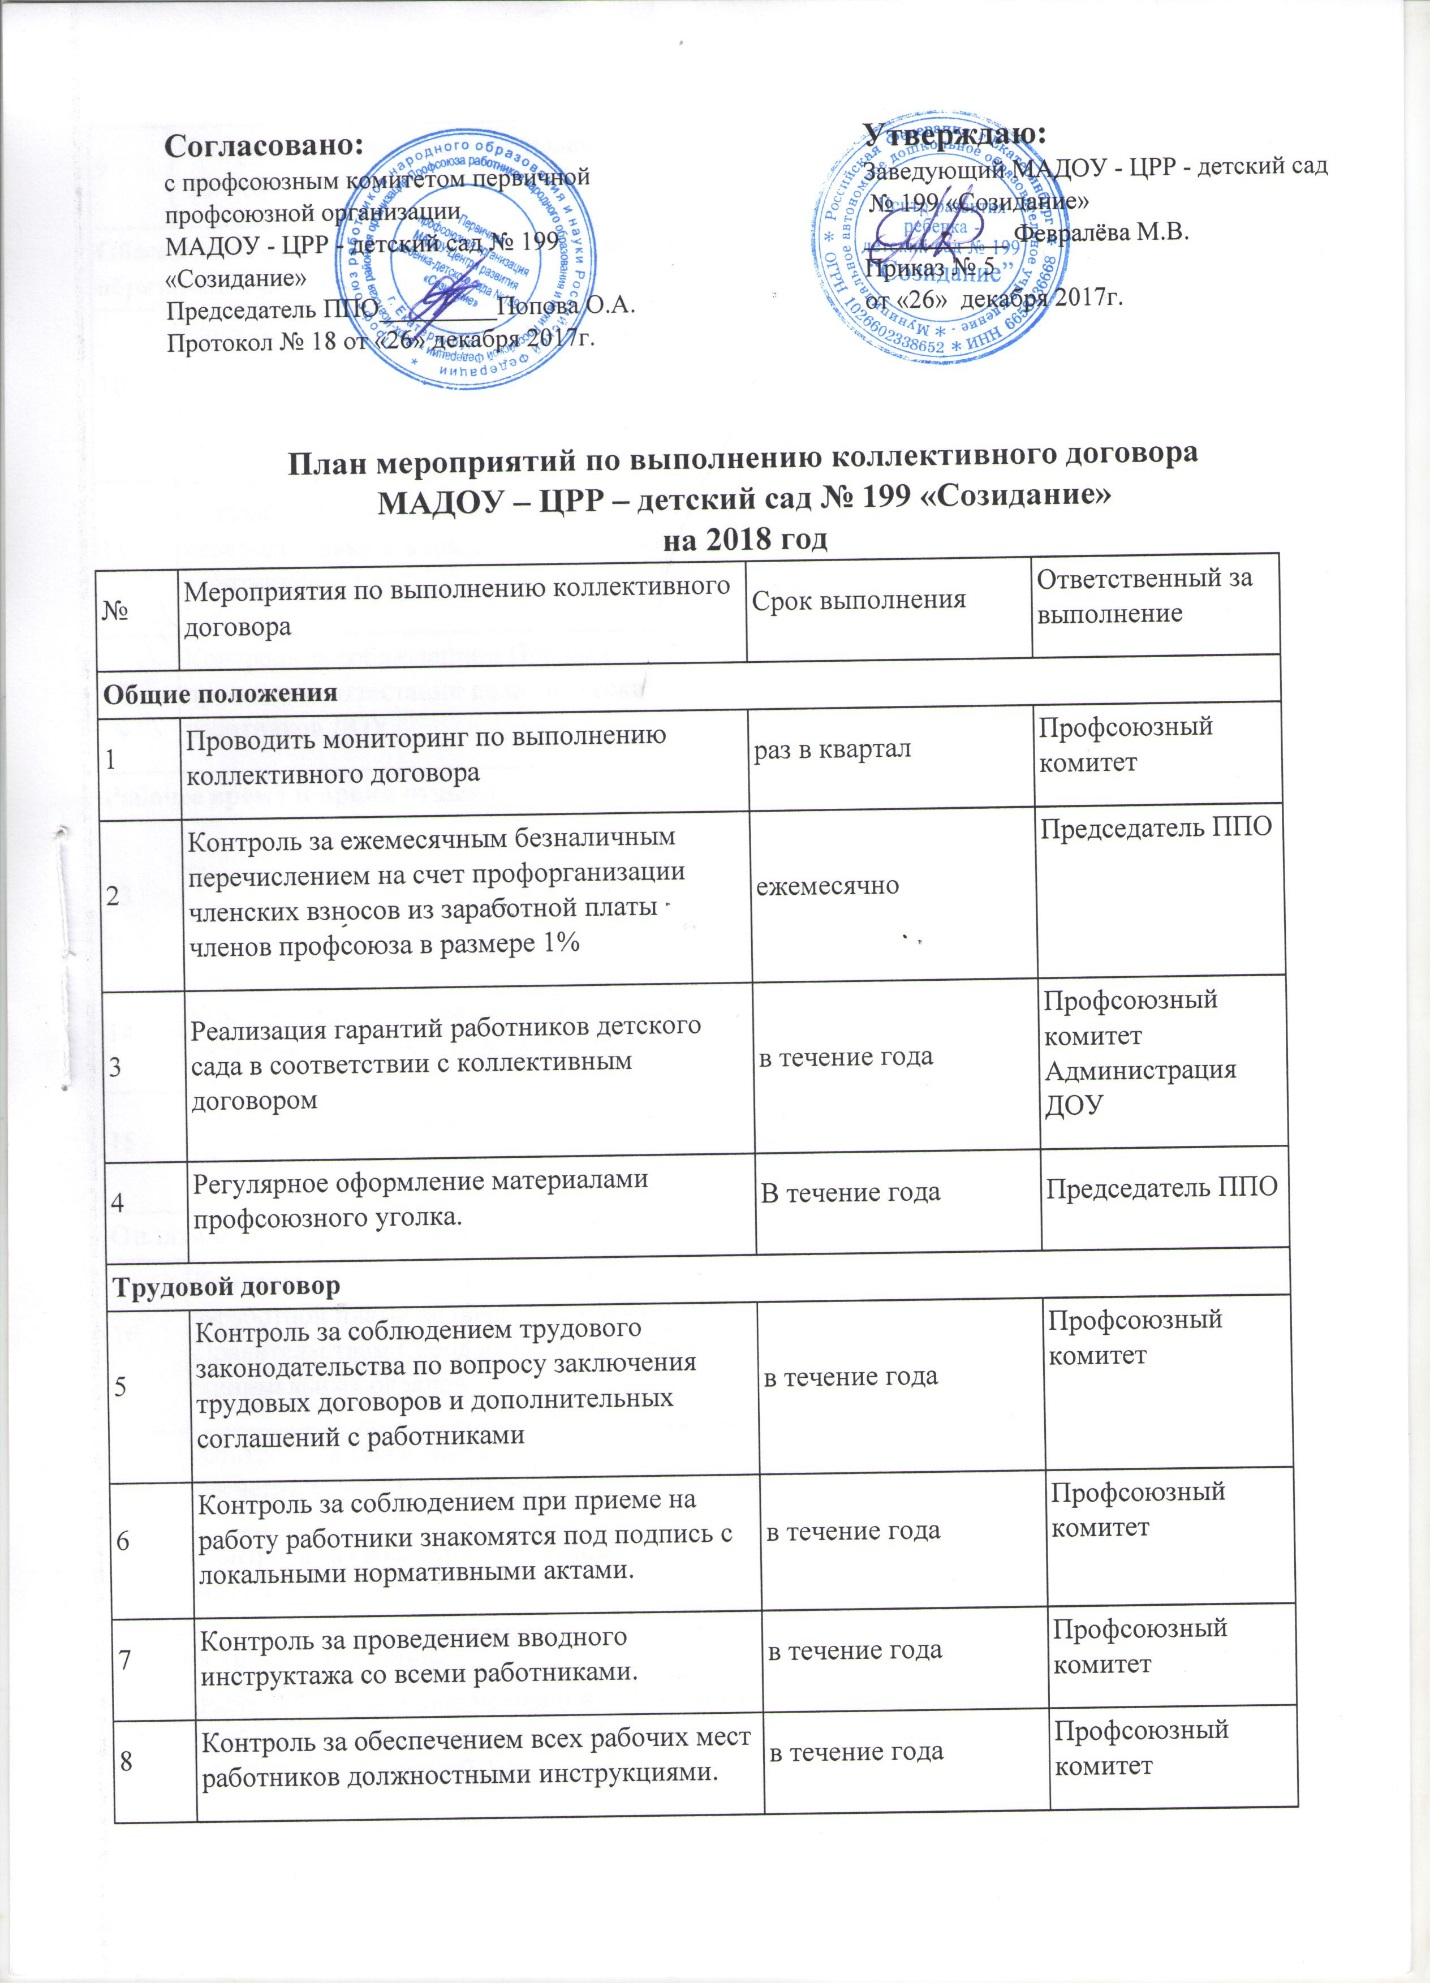 Согласовано:
с профсоюзным комитетом первичной
профсоюзной организации
МАДОУ - ЦРР - детский сад № 199
«Созидание»
Председатель ППО_________Попова О.А.
Протокол № 18 от «26» декабря 2017г.
Утверждаю:
Заведующий МАДОУ - ЦРР - детский сад
№ 199 «Созидание»
Февралёва М.В.
Приказ № 5
от «26» декабря 2017г.
План мероприятий по выполнению коллективного договора
МАДОУ – ЦРР – детский сад № 199 «Созидание»
на 2018 год
№
Мероприятия по выполнению коллективного
договора
Срок выполнения
Ответственный за
выполнение
Общие положения
1
Проводить мониторинг по выполнению
коллективного договора
раз в квартал
Профсоюзный
комитет
2
Контроль за ежемесячным безналичным
перечислением на счет профорганизации
членских взносов из заработной платы
членов профсоюза в размере 1%
ежемесячно
Председатель ППО
3
Реализация гарантий работников детского
сада в соответствии с коллективным
договором
в течение года
Профсоюзный
комитет
Администрация
ДОУ
4
Регулярное оформление материалами
профсоюзного уголка.
В течение года
Председатель ППО
Трудовой договор
5
Контроль за соблюдением трудового
законодательства по вопросу заключения
трудовых договоров и дополнительных
соглашений с работниками
в течение года
Профсоюзный
комитет
6
Контроль за соблюдением при приеме на
работу работники знакомятся под подпись с
локальными нормативными актами.
в течение года
Профсоюзный
комитет
7
Контроль за проведением вводного
инструктажа со всеми работниками.
в течение года
Профсоюзный
комитет
8
Контроль за обеспечением всех рабочих мест
работников должностными инструкциями.
в течение года
Профсоюзный
комитет